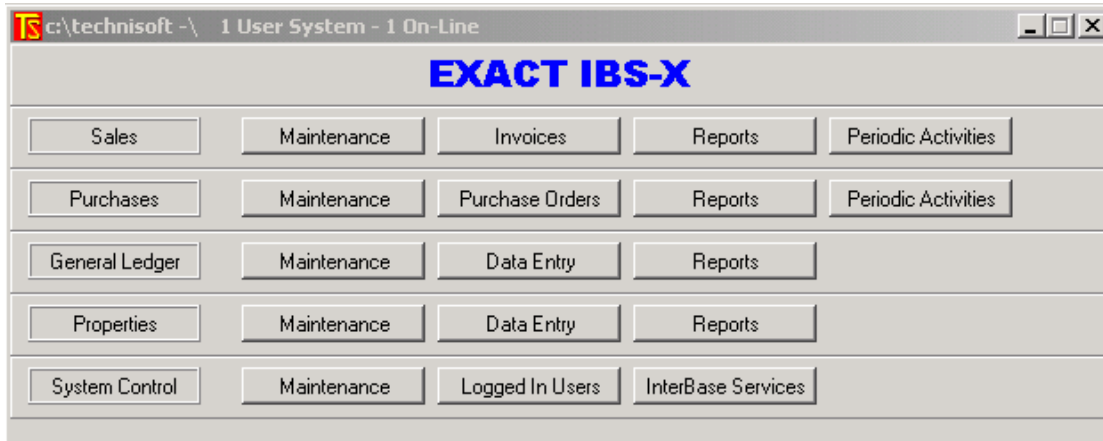 TS c:\technisoft -\ 1 User System - 1 On-Line
EXACT IBS-X
Sales Maintenance Invoices Reports Periodic Activities
Purchases Maintenance Purchase Orders Reports Periodic Activities
General Ledger Maintenance Data Entry Reports
Properties Maintenance Data Entry Reports
System Control Maintenance Logged In Users InterBase Services